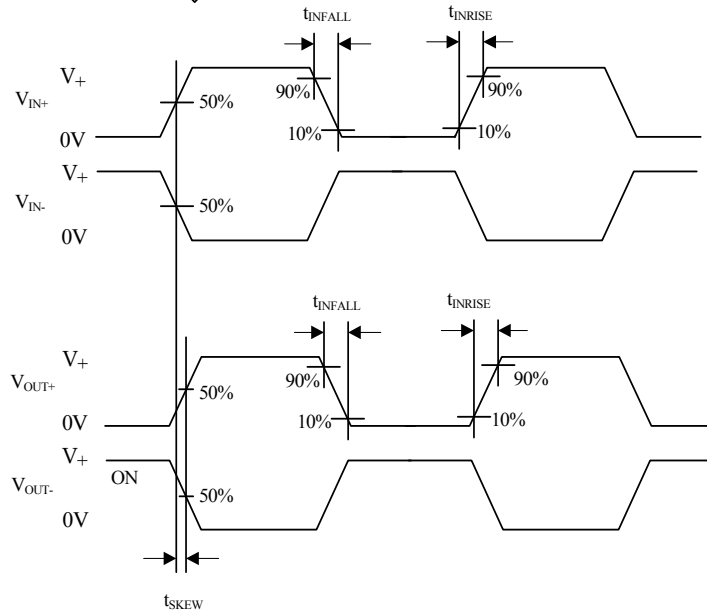 tINFALL tINRISE
V+
VIN+
90%
50%
90%
10%
10%
0V
V+
VIN-
50%
0V
tINFALL tINRISE
V+
VOUT+
90%
50%
90%
10%
10%
0V
V+
ON
VOUT-
50%
0V
tSKEW